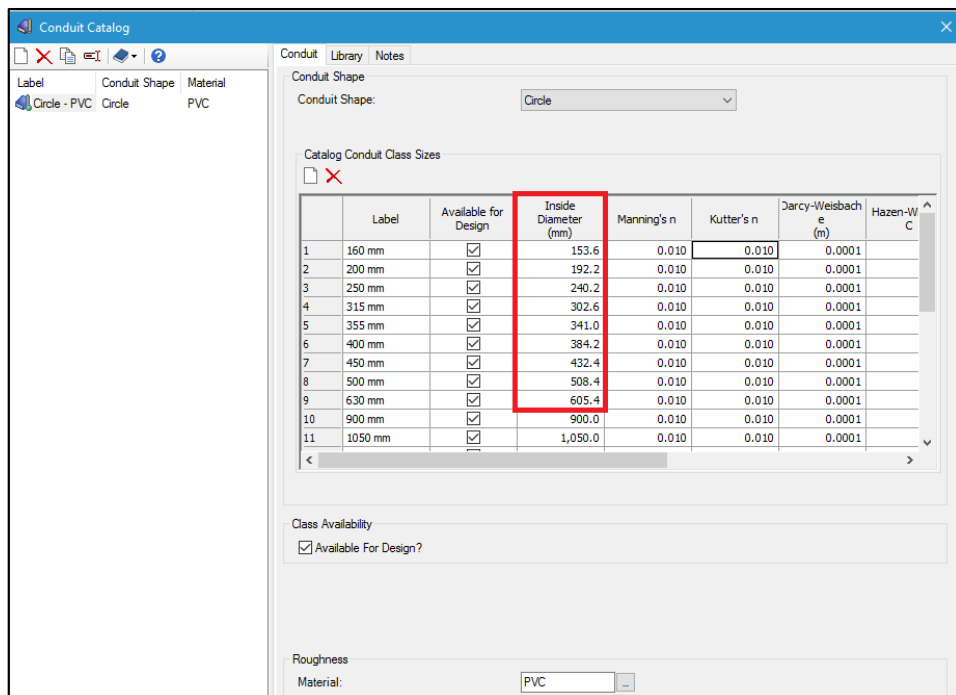 Conduit Catalog
Conduit Library Notes
Label Conduit Shape Material
Circle - PVC Circle PVC
Conduit Shape
Conduit Shape: Circle
Catalog Conduit Class Sizes
Label Available for Design Inside Diameter (mm) Manning's n Kutter's n Darcy-Weisbach e (m) Hazen-W C
1 160 mm 153.6 0.010 0.010 0.0001
2 200 mm 192.2 0.010 0.010 0.0001
3 250 mm 240.2 0.010 0.010 0.0001
4 315 mm 302.6 0.010 0.010 0.0001
5 355 mm 341.0 0.010 0.010 0.0001
6 400 mm 384.2 0.010 0.010 0.0001
7 450 mm 432.4 0.010 0.010 0.0001
8 500 mm 508.4 0.010 0.010 0.0001
9 630 mm 605.4 0.010 0.010 0.0001
10 900 mm 900.0 0.010 0.010 0.0001
11 1050 mm 1,050.0 0.010 0.010 0.0001
Class Availability
Available For Design?
Roughness
Material: PVC ...